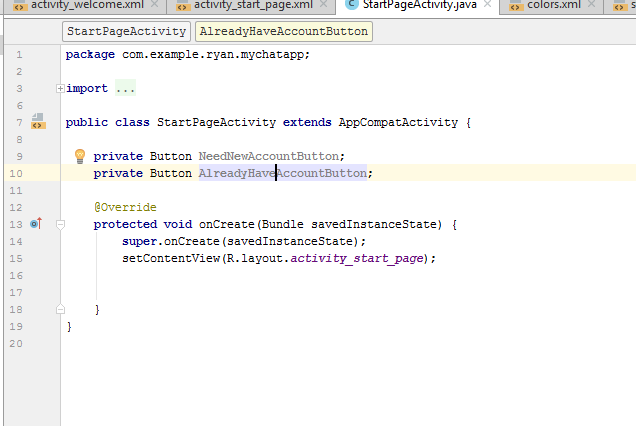 activity_welcome.xml × activity_start_page.xml × C StartPageActivity.java × colors.xml × s
StartPageActivity AlreadyHaveAccountButton
1 package com.example.ryan.mychatapp;
2
3 import ...
6
7 public class StartPageActivity extends AppCompatActivity {
8
9 private Button NeedNewAccountButton;
10 private Button AlreadyHaveAccountButton;
11
12 @Override
13 protected void onCreate(Bundle savedInstanceState) {
14 super.onCreate(savedInstanceState);
15 setContentView(R.layout.activity_start_page);
16
17
18 }
19 }
20